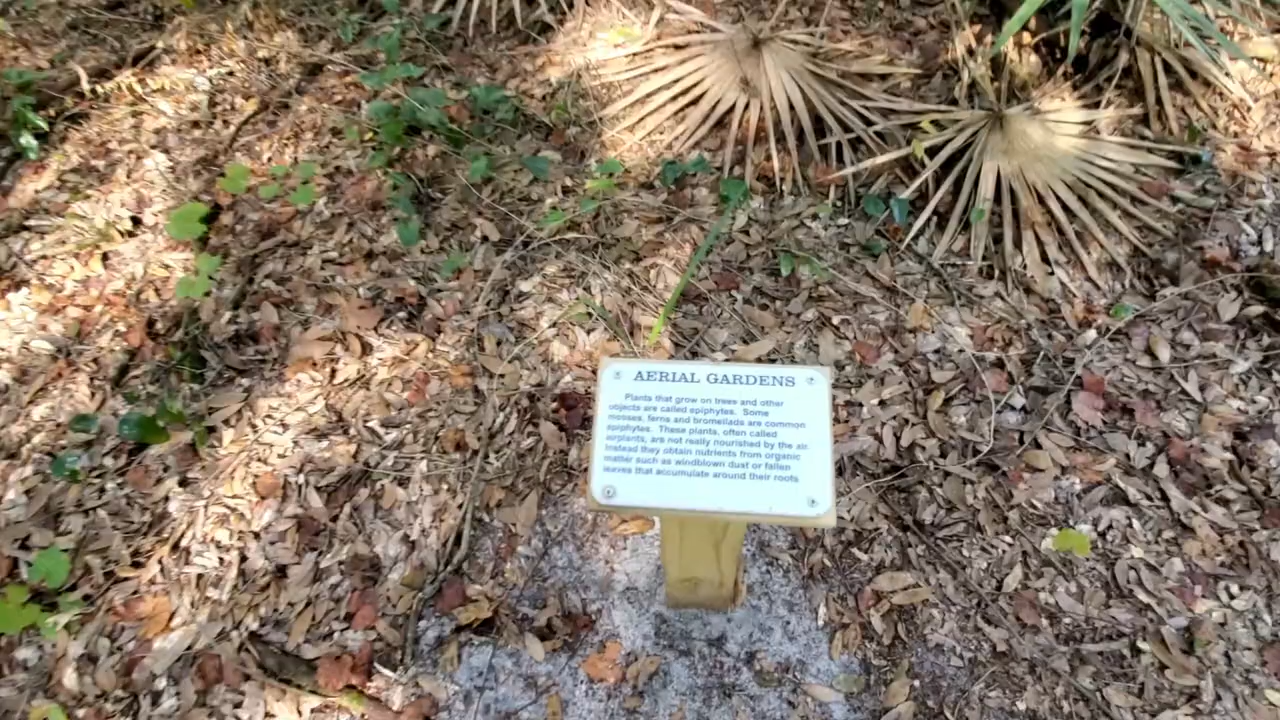 AERIAL GARDENS
Plants that grow on trees and other
objects are called epiphytes. Some
mosses, ferns and bromeliads are common
epiphytes. These plants, often called
airplants, are not really nourished by the air.
Instead they obtain nutrients from organic
matter such as windblown dust or fallen
leaves that accumulate around their roots